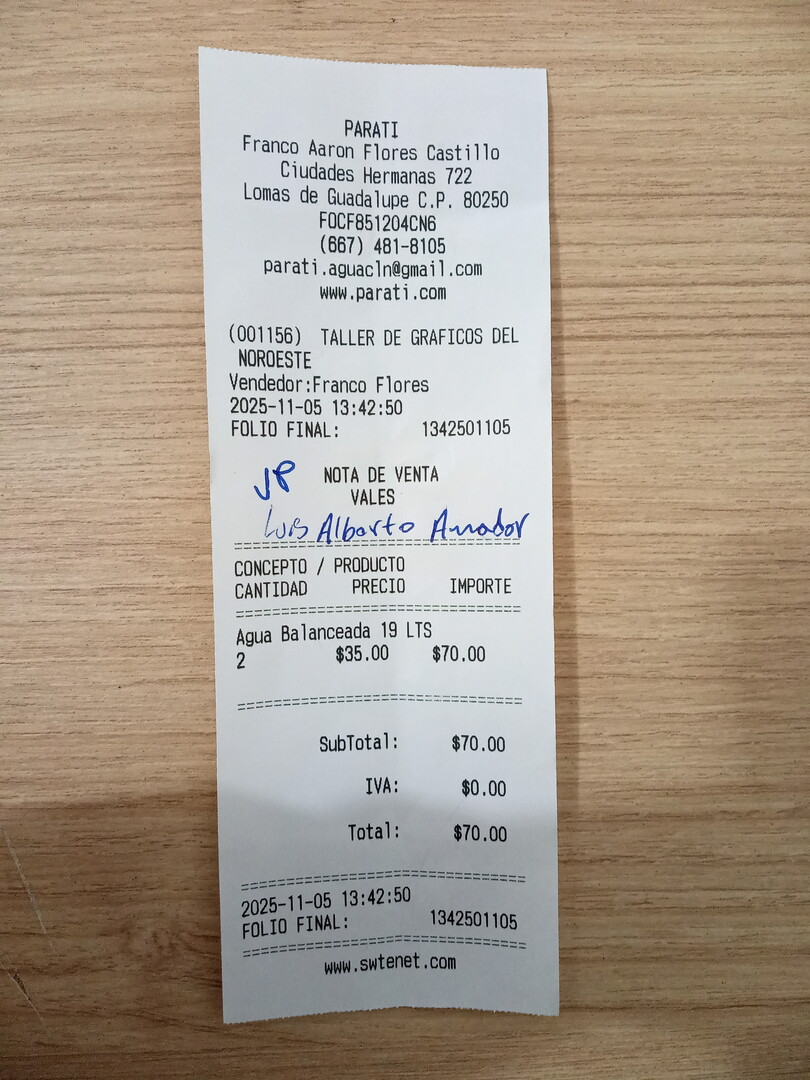 PARATI
Franco Aaron Flores Castillo
Ciudades Hermanas 722
Lomas de Guadalupe C.P. 80250
FOCF851204CN6
(667) 481-8105
parati.aguacln@gmail.com
www.parati.com
(001156) TALLER DE GRAFICOS DEL
NOROESTE
Vendedor:Franco Flores
2025-11-05 13:42:50
FOLIO FINAL: 1342501105
JP NOTA DE VENTA
VALES
Luis Alberto Amador
CONCEPTO / PRODUCTO
CANTIDAD PRECIO IMPORTE
Agua Balanceada 19 LTS
2 $35.00 $70.00
SubTotal: $70.00
IVA: $0.00
Total: $70.00
2025-11-05 13:42:50
FOLIO FINAL: 1342501105
www.swtenet.com